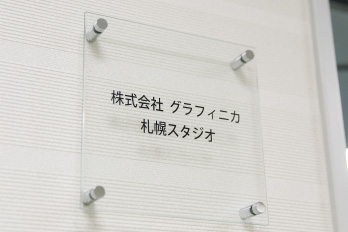 株式会社 グラフィニカ
札幌スタジオ